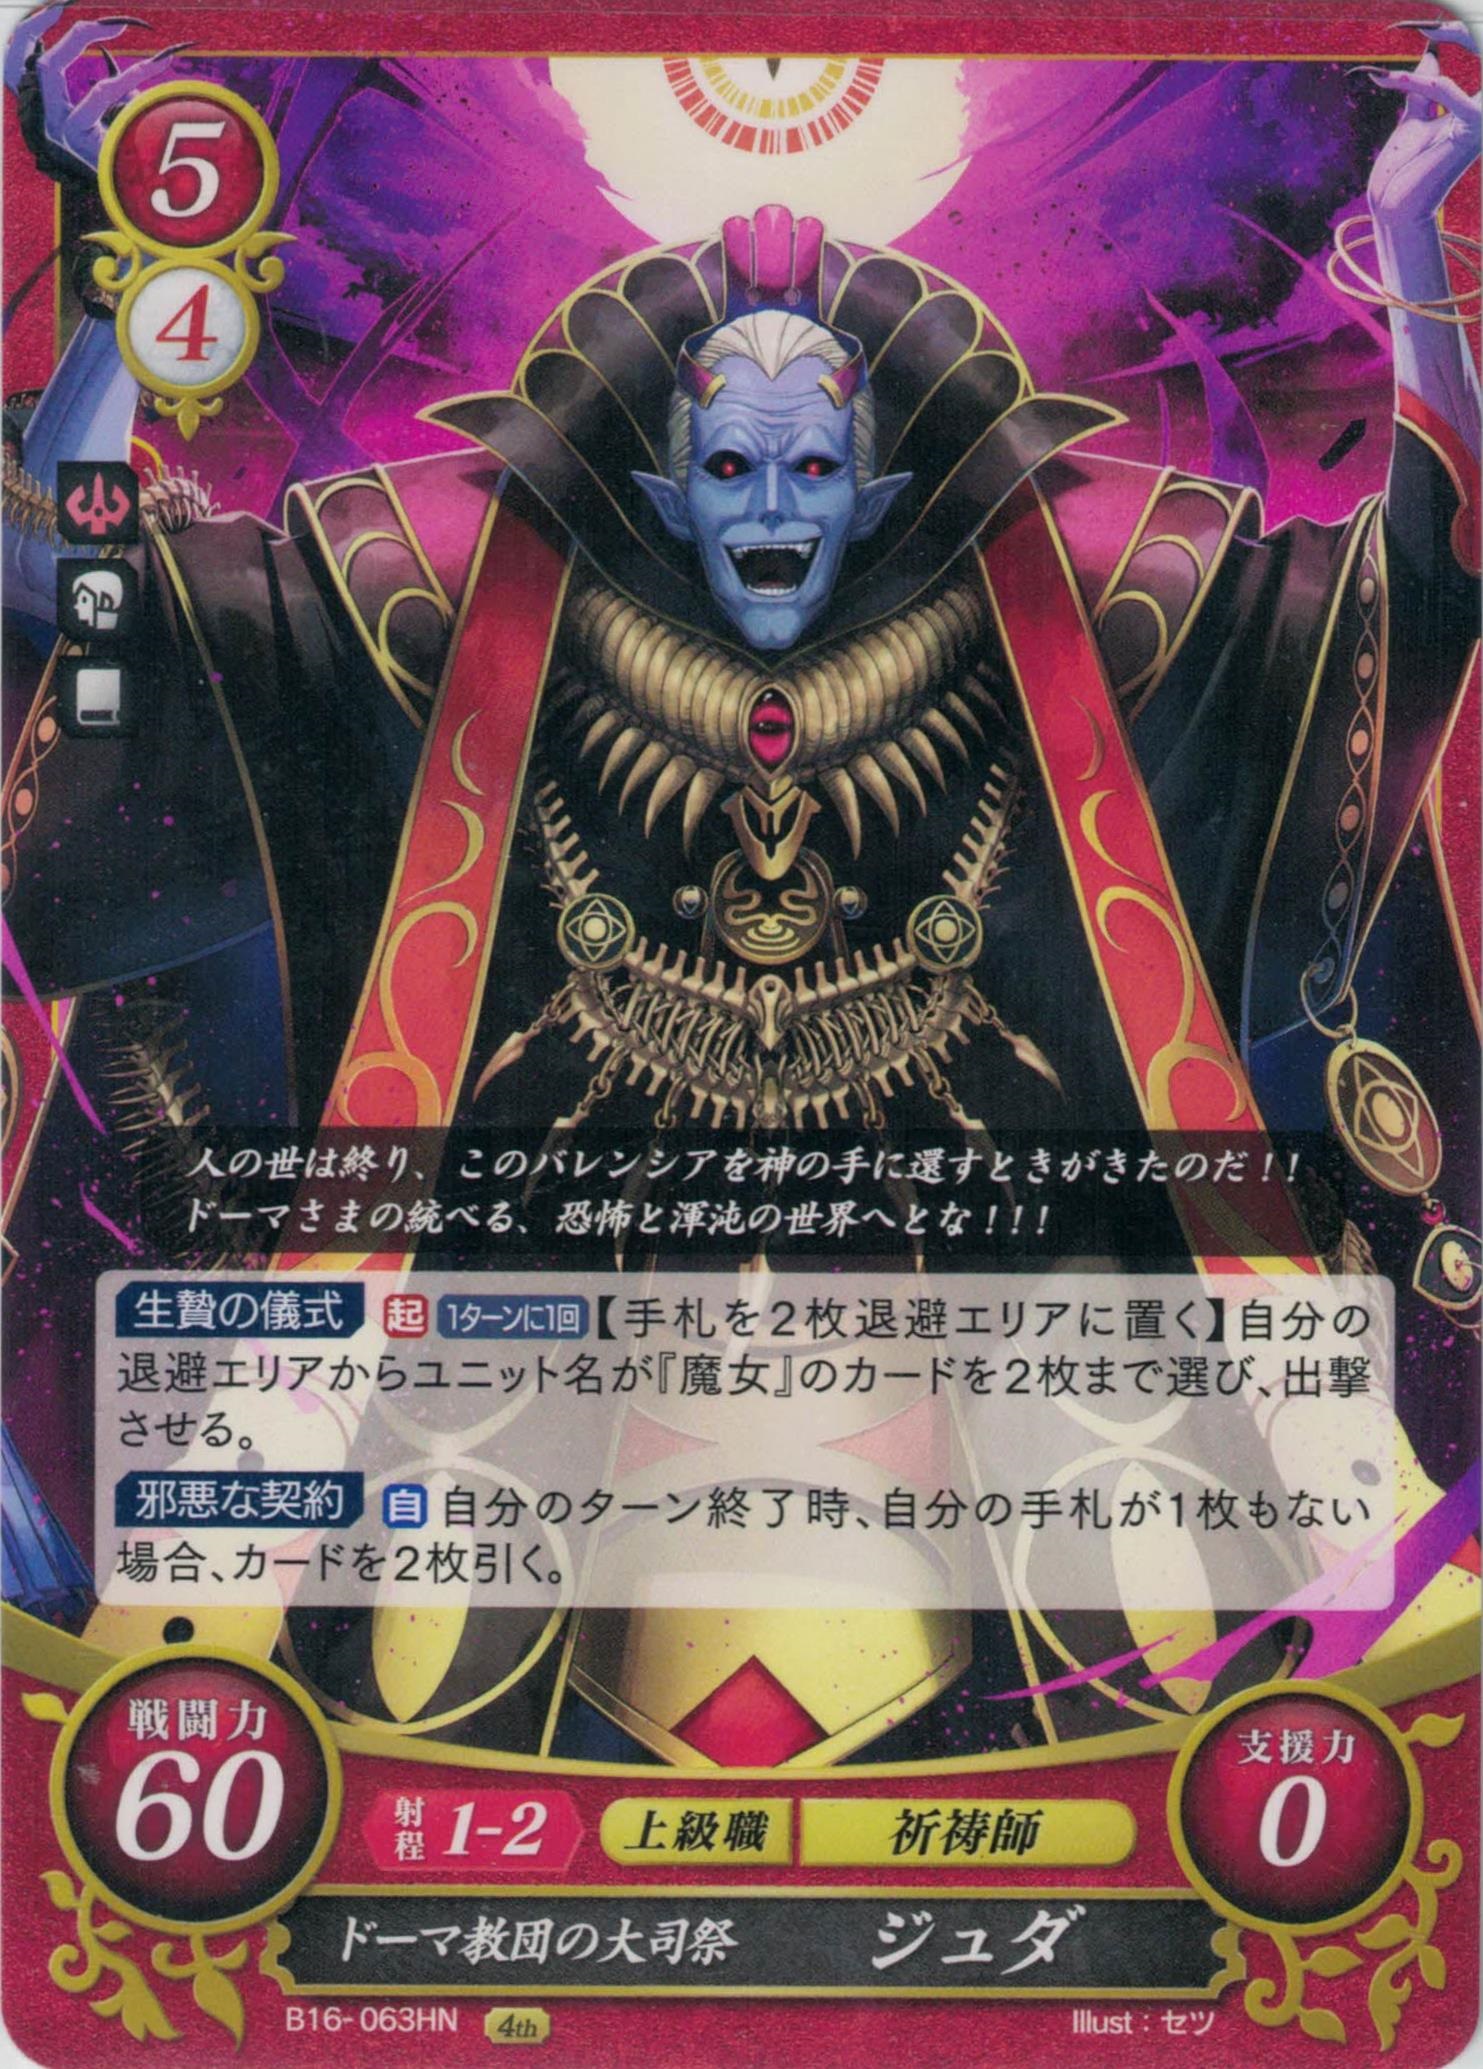 5
4
人の世は終り、このバレンシアを神の手に還すときがきたのだ!!
ドーマさまの統べる、恐怖と渾沌の世界へとな!!!
生贄の儀式 起 1ターンに1回【手札を2枚退避エリアに置く】自分の
退避エリアからユニット名が『魔女』のカードを2枚まで選び、出撃
させる。
邪悪な契約 自 自分のターン終了時、自分の手札が1枚もない
場合、カードを2枚引く。
戦闘力
60
射程 1-2 上級職 祈祷師
支援力
0
ドーマ教団の大司祭 ジュダ
B16-063HN 4th Illust：セツ